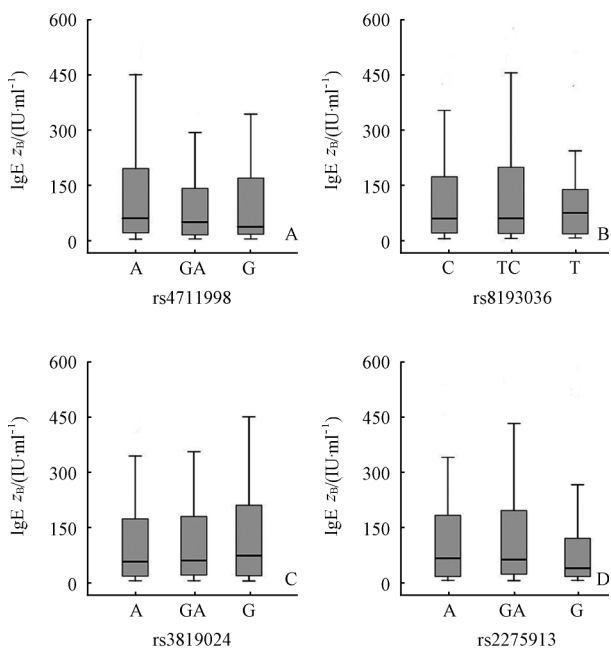 600
450
300
150
0
IgE zB/(IU·ml⁻¹)
A
A GA G
rs4711998
600
450
300
150
0
IgE zB/(IU·ml⁻¹)
B
C TC T
rs8193036
600
450
300
150
0
IgE zB/(IU·ml⁻¹)
C
A GA G
rs3819024
600
450
300
150
0
IgE zB/(IU·ml⁻¹)
D
A GA G
rs2275913